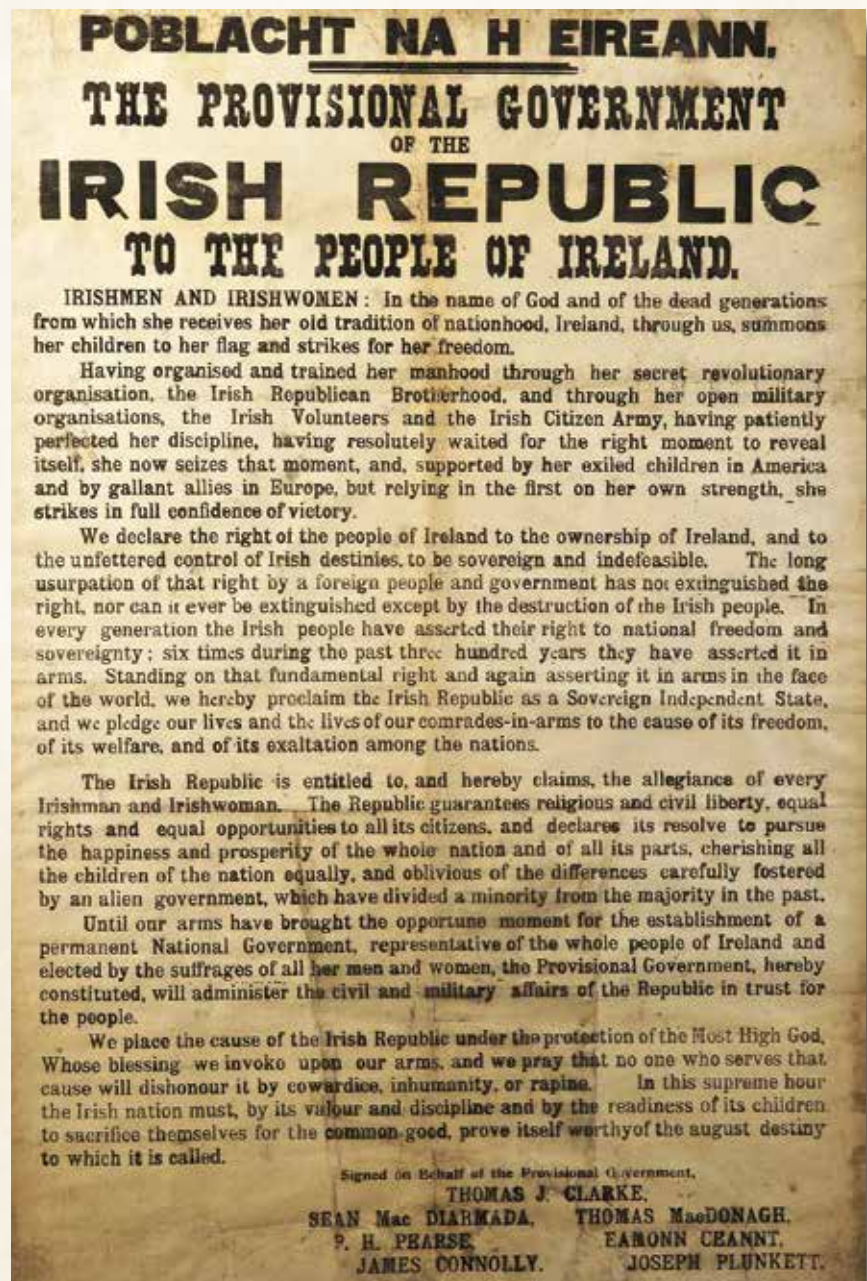 POBLACHT NA H EIREANN.
THE PROVISIONAL GOVERNMENT
OF THE
IRISH REPUBLIC
TO THE PEOPLE OF IRELAND.
IRISHMEN AND IRISHWOMEN : In the name of God and of the dead generations
from which she receives her old tradition of nationhood, Ireland, through us, summons
her children to her flag and strikes for her freedom.
Having organised and trained her manhood through her secret revolutionary
organisation, the Irish Republican Brotherhood, and through her open military
organisations, the Irish Volunteers and the Irish Citizen Army, having patiently
perfected her discipline, having resolutely waited for the right moment to reveal
itself, she now seizes that moment, and, supported by her exiled children in America
and by gallant allies in Europe, but relying in the first on her own strength, she
strikes in full confidence of victory.
We declare the right of the people of Ireland to the ownership of Ireland, and to
the unfettered control of Irish destinies, to be sovereign and indefeasible. The long
usurpation of that right by a foreign people and government has not extinguished the
right, nor can it ever be extinguished except by the destruction of the Irish people. In
every generation the Irish people have asserted their right to national freedom and
sovereignty ; six times during the past three hundred years they have asserted it in
arms. Standing on that fundamental right and again asserting it in arms in the face
of the world, we hereby proclaim the Irish Republic as a Sovereign Independent State,
and we pledge our lives and the lives of our comrades-in-arms to the cause of its freedom,
of its welfare, and of its exaltation among the nations.
The Irish Republic is entitled to, and hereby claims, the allegiance of every
Irishman and Irishwoman. The Republic guarantees religious and civil liberty, equal
rights and equal opportunities to all its citizens, and declares its resolve to pursue
the happiness and prosperity of the whole nation and of all its parts, cherishing all
the children of the nation equally, and oblivious of the differences carefully fostered
by an alien government, which have divided a minority from the majority in the past.
Until our arms have brought the opportune moment for the establishment of a
permanent National Government, representative of the whole people of Ireland and
elected by the suffrages of all her men and women, the Provisional Government, hereby
constituted, will administer the civil and military affairs of the Republic in trust for
the people.
We place the cause of the Irish Republic under the protection of the Most High God,
Whose blessing we invoke upon our arms, and we pray that no one who serves that
cause will dishonour it by cowardice, inhumanity, or rapine. In this supreme hour
the Irish nation must, by its valour and discipline and by the readiness of its children
to sacrifice themselves for the common good, prove itself worthy of the august destiny
to which it is called.
Signed on Behalf of the Provisional Government,
THOMAS J. CLARKE,
SEAN Mac DIARMADA, THOMAS MacDONAGH,
P. H. PEARSE, EAMONN CEANNT,
JAMES CONNOLLY. JOSEPH PLUNKETT.